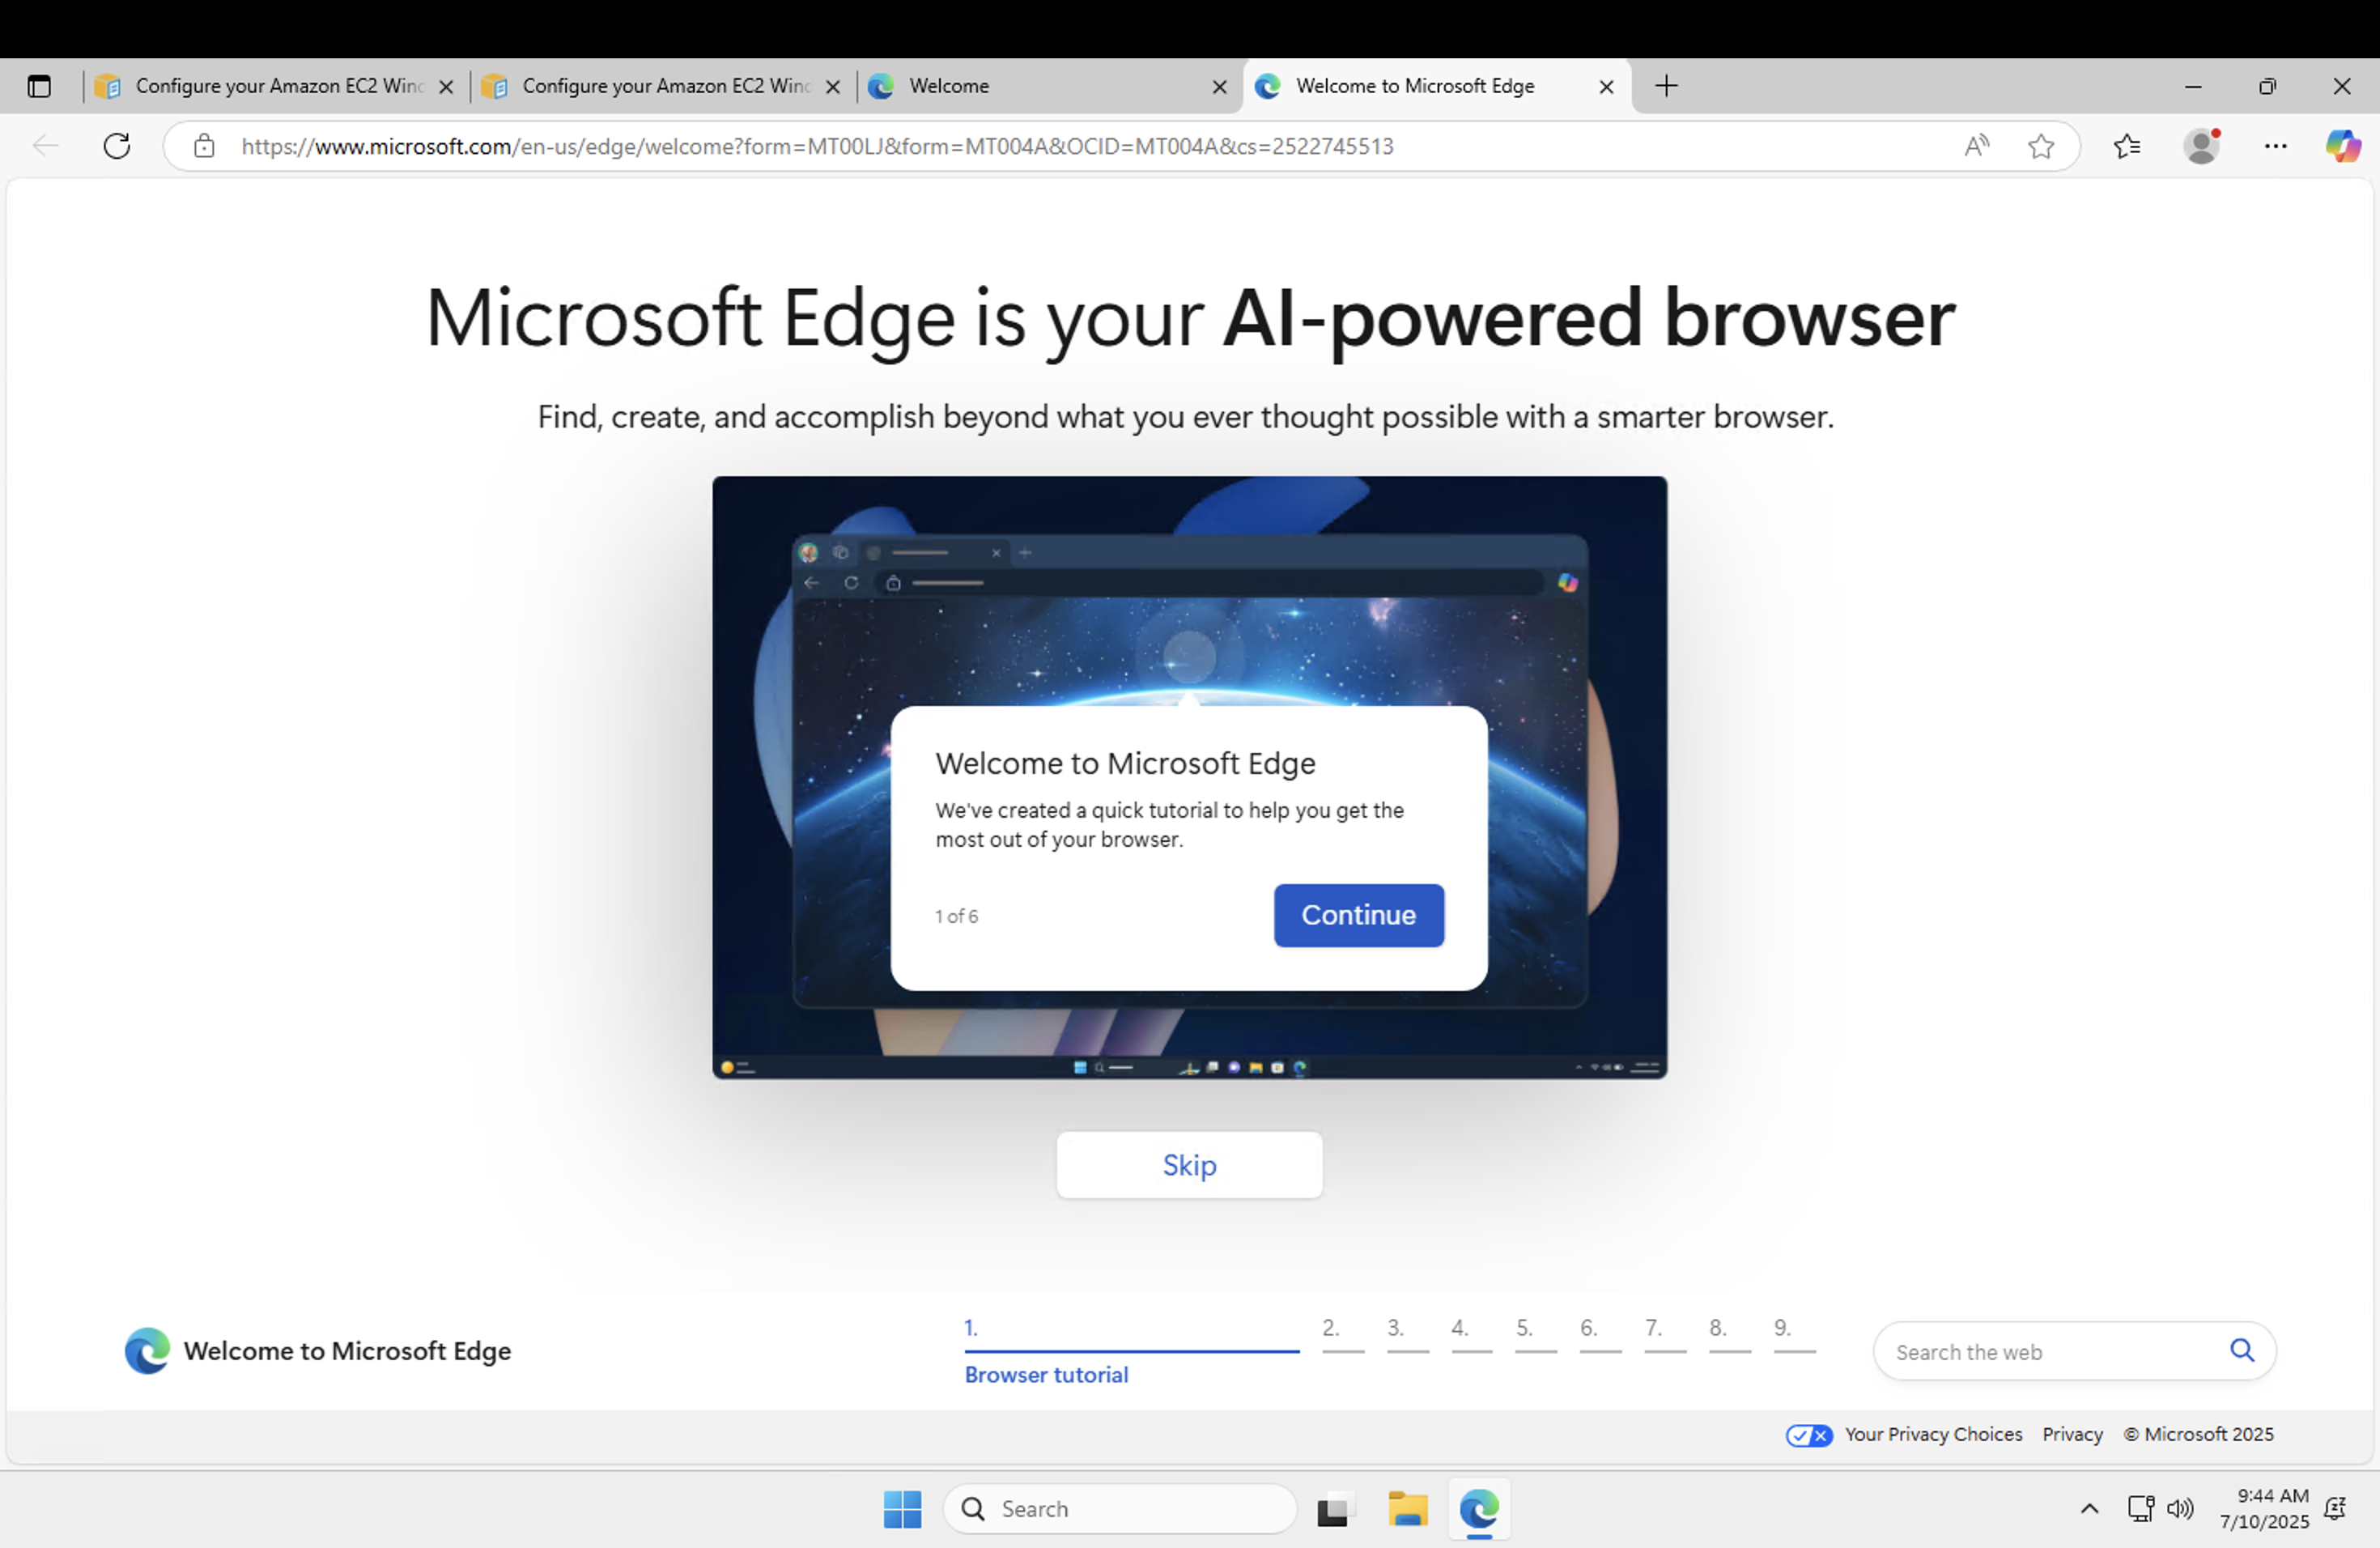 Configure your Amazon EC2 Winc
Configure your Amazon EC2 Winc
Welcome
Welcome to Microsoft Edge
https://www.microsoft.com/en-us/edge/welcome?form=MT00LJ&form=MT004A&OCID=MT004A&cs=2522745513
Microsoft Edge is your AI-powered browser
Find, create, and accomplish beyond what you ever thought possible with a smarter browser.
Welcome to Microsoft Edge
We've created a quick tutorial to help you get the
most out of your browser.
1 of 6
Continue
Skip
Welcome to Microsoft Edge
1.
2.
3.
4.
5.
6.
7.
8.
9.
Browser tutorial
Search the web
Your Privacy Choices
Privacy
© Microsoft 2025
Search
9:44 AM
7/10/2025